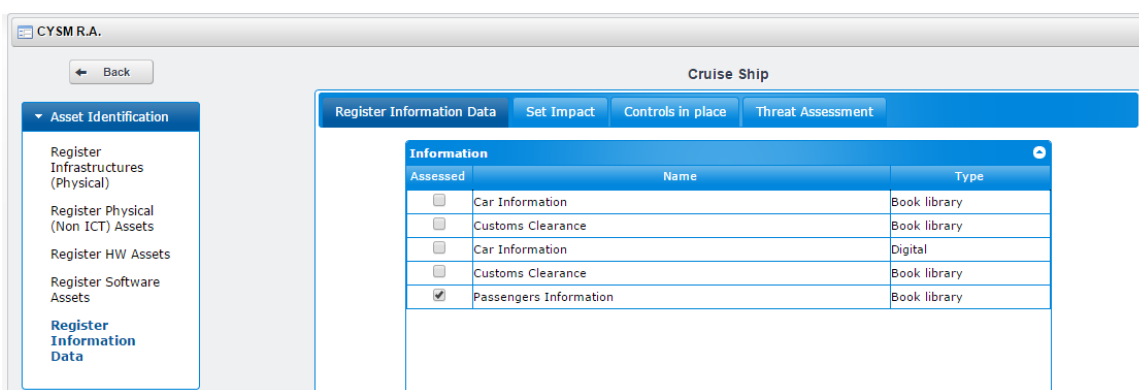 CYSM R.A.
Back
Cruise Ship
Asset Identification
Register
Infrastructures
(Physical)
Register Physical
(Non ICT) Assets
Register HW Assets
Register Software
Assets
Register
Information
Data
Register Information Data Set Impact Controls in place Threat Assessment
Information
Assessed Name Type
Car Information Book library
Customs Clearance Book library
Car Information Digital
Customs Clearance Book library
Passengers Information Book library